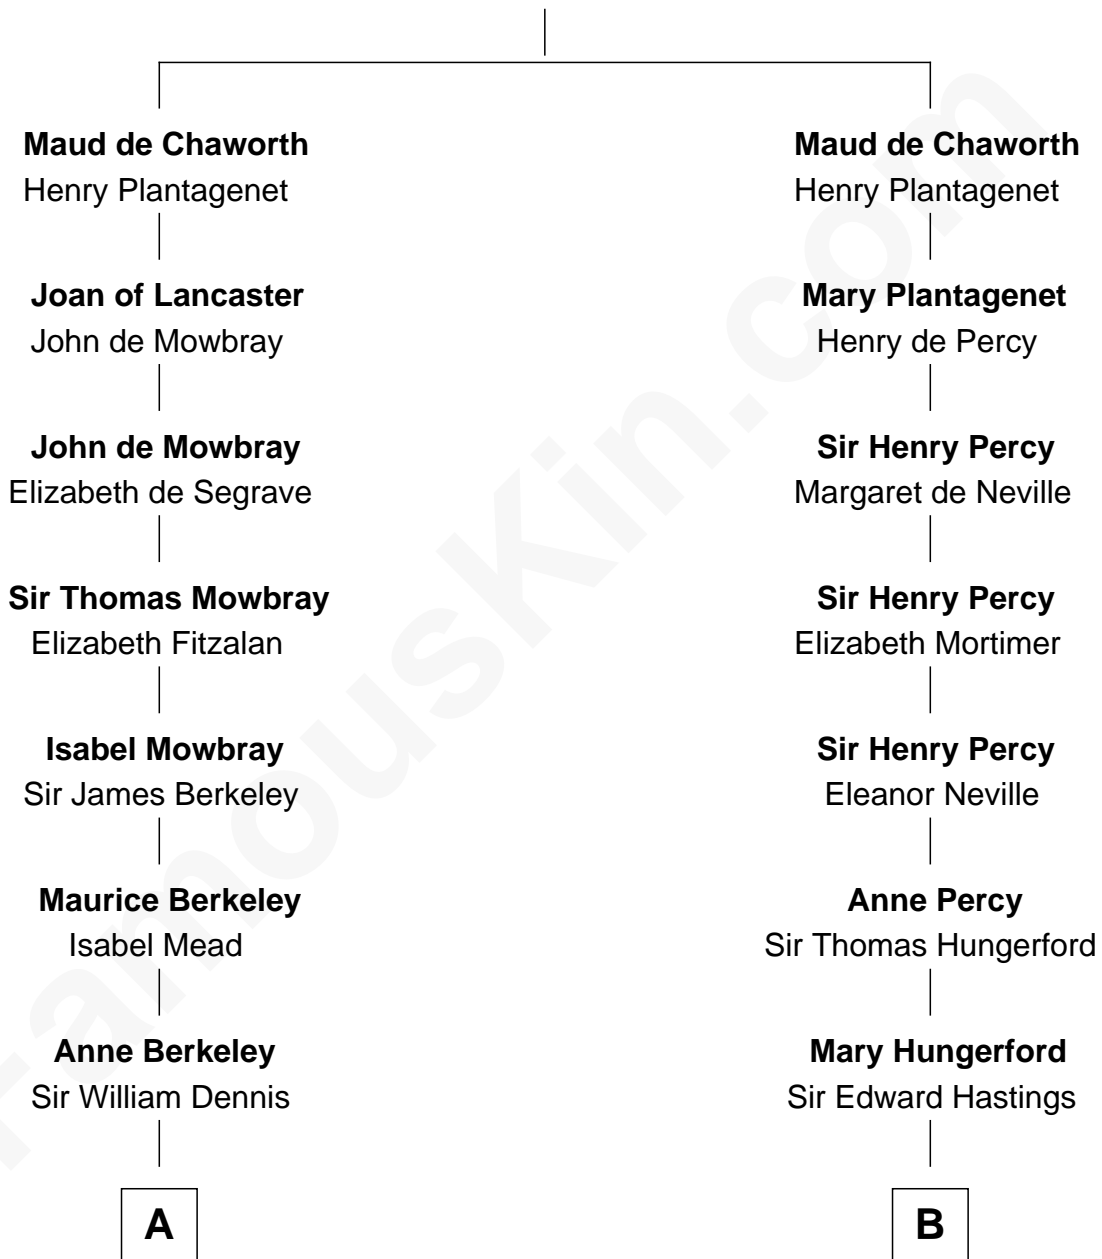 Maud de Chaworth
Henry Plantagenet
Joan of Lancaster
John de Mowbray
John de Mowbray
Elizabeth de Segrave
Sir Thomas Mowbray
Elizabeth Fitzalan
Isabel Mowbray
Sir James Berkeley
Maurice Berkeley
Isabel Mead
Anne Berkeley
Sir William Dennis
A
Maud de Chaworth
Henry Plantagenet
Mary Plantagenet
Henry de Percy
Sir Henry Percy
Margaret de Neville
Sir Henry Percy
Elizabeth Mortimer
Sir Henry Percy
Eleanor Neville
Anne Percy
Sir Thomas Hungerford
Mary Hungerford
Sir Edward Hastings
B
FamousKin.com